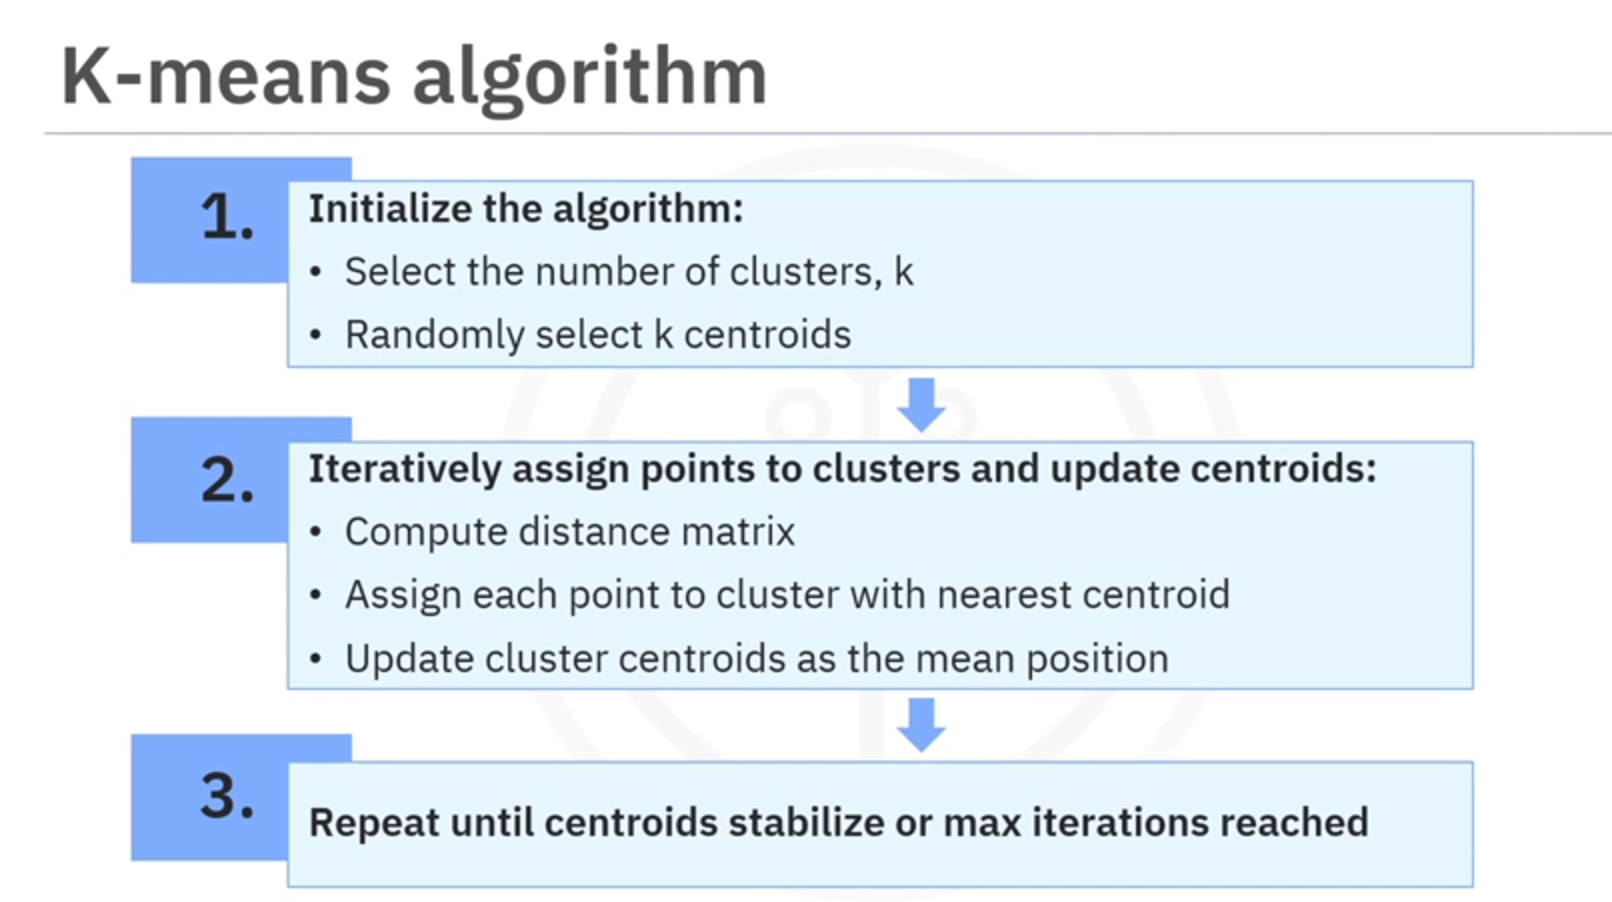 K-means algorithm
1.
Initialize the algorithm:
• Select the number of clusters, k
• Randomly select k centroids
2.
Iteratively assign points to clusters and update centroids:
• Compute distance matrix
• Assign each point to cluster with nearest centroid
• Update cluster centroids as the mean position
3.
Repeat until centroids stabilize or max iterations reached